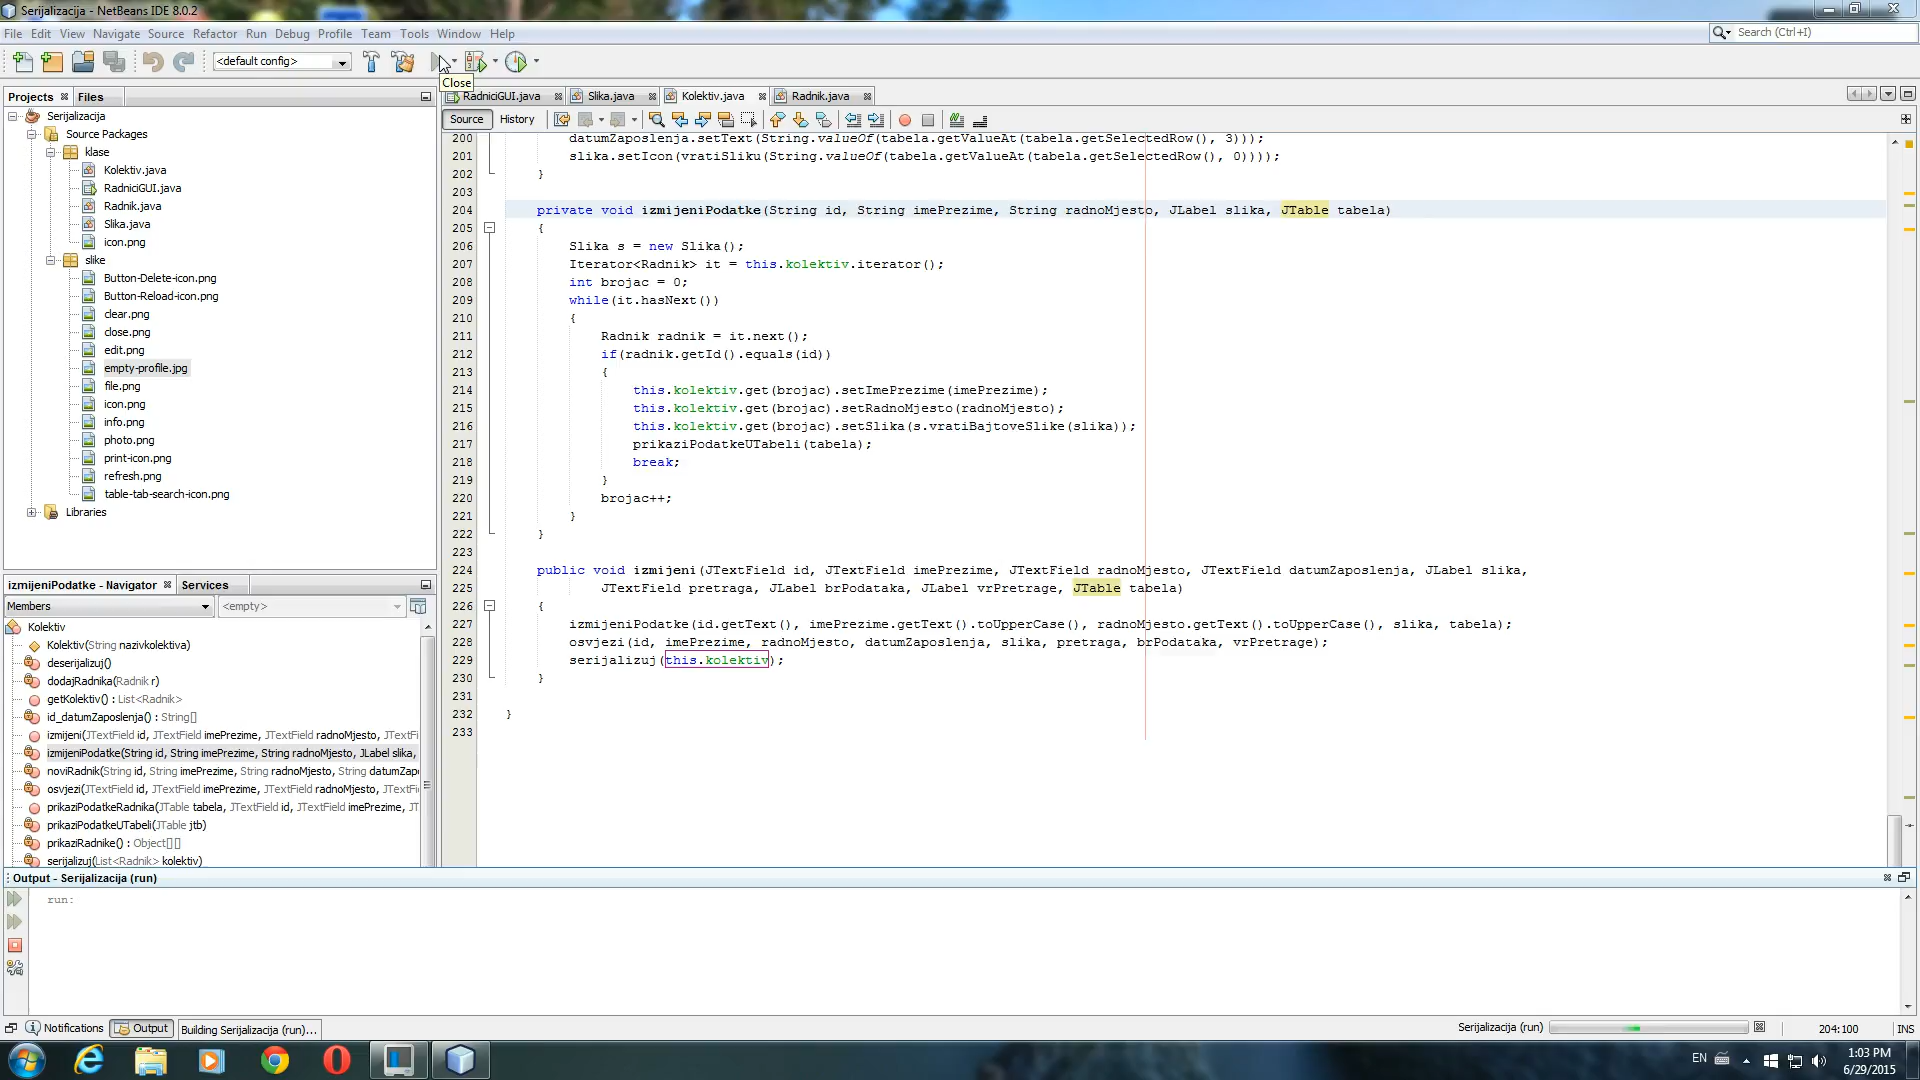 Serijalizacija - NetBeans IDE 8.0.2
File Edit View Navigate Source Refactor Run Debug Profile Team Tools Window Help
Search (Ctrl+I)
<default config>
Close
Projects Files
RadniciGUI.java Slika.java Kolektiv.java Radnik.java
Source History
Serijalizacija
Source Packages
klase
Kolektiv.java
RadniciGUI.java
Radnik.java
Slika.java
icon.png
slike
Button-Delete-icon.png
Button-Reload-icon.png
clear.png
close.png
edit.png
empty-profile.jpg
file.png
icon.png
info.png
photo.png
print-icon.png
refresh.png
table-tab-search-icon.png
Libraries
200 datumZaposlenja.setText(String.valueOf(tabela.getValueAt(tabela.getSelectedRow(), 3)));
201 slika.setIcon(vratiSliku(String.valueOf(tabela.getValueAt(tabela.getSelectedRow(), 0))));
202 }
203
204 private void izmijeniPodatke(String id, String imePrezime, String radnoMjesto, JLabel slika, JTable tabela)
205 {
206 Slika s = new Slika();
207 Iterator<Radnik> it = this.kolektiv.iterator();
208 int brojac = 0;
209 while(it.hasNext())
210 {
211 Radnik radnik = it.next();
212 if(radnik.getId().equals(id))
213 {
214 this.kolektiv.get(brojac).setImePrezime(imePrezime);
215 this.kolektiv.get(brojac).setRadnoMjesto(radnoMjesto);
216 this.kolektiv.get(brojac).setSlika(s.vratiBajtoveSlike(slika));
217 prikaziPodatkeUTabeli(tabela);
218 break;
219 }
220 brojac++;
221 }
222 }
223
224 public void izmijeni(JTextField id, JTextField imePrezime, JTextField radnoMjesto, JTextField datumZaposlenja, JLabel slika,
225 JTextField pretraga, JLabel brPodataka, JLabel vrPretrage, JTable tabela)
226 {
227 izmijeniPodatke(id.getText(), imePrezime.getText().toUpperCase(), radnoMjesto.getText().toUpperCase(), slika, tabela);
228 osvjezi(id, imePrezime, radnoMjesto, datumZaposlenja, slika, pretraga, brPodataka, vrPretrage);
229 serijalizuj(this.kolektiv);
230 }
231
232 }
233
izmijeniPodatke - Navigator Services
Members <empty>
Kolektiv
Kolektiv(String nazivkolektiva)
deserijalizuj()
dodajRadnika(Radnik r)
getKolektiv() : List<Radnik>
id_datumZaposlenja() : String[]
izmijeni(JTextField id, JTextField imePrezime, JTextField radnoMjesto, JTextFi
izmijeniPodatke(String id, String imePrezime, String radnoMjesto, JLabel slika,
noviRadnik(String id, String imePrezime, String radnoMjesto, String datumZap
osvjezi(JTextField id, JTextField imePrezime, JTextField radnoMjesto, JTextFi
prikaziPodatkeRadnika(JTable tabela, JTextField id, JTextField imePrezime, JT
prikaziPodatkeUTabeli(JTable jtb)
prikaziRadnike() : Object[][]
serijalizuj(List<Radnik> kolektiv)
Output - Serijalizacija (run)
run:
Notifications Output Building Serijalizacija (run)...
Serijalizacija (run) 204:100 INS
EN
1:03 PM
6/29/2015